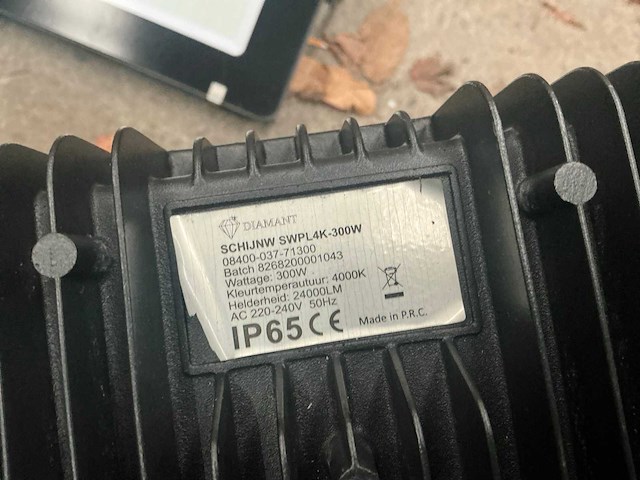 DIAMANT
SCHIJNW SWPL4K-300W
08400-037-71300
Batch 8268200001043
Wattage: 300W
Kleurtemperautuur: 4000K
Helderheid: 24000LM
AC 220-240V 50Hz
IP65 CE Made in P.R.C.